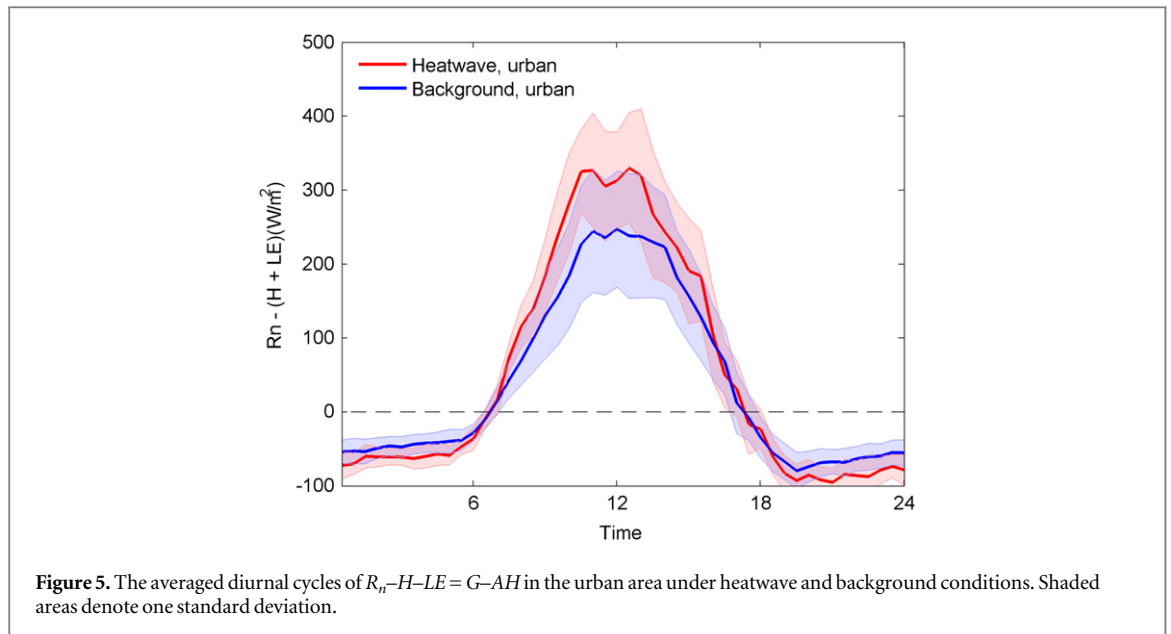 500
400
300
200
100
0
-100
Rn - (H + LE)(W/m²)
Heatwave, urban
Background, urban
6
12
18
24
Time
Figure 5. The averaged diurnal cycles of Rn–H–LE = G–AH in the urban area under heatwave and background conditions. Shaded
areas denote one standard deviation.